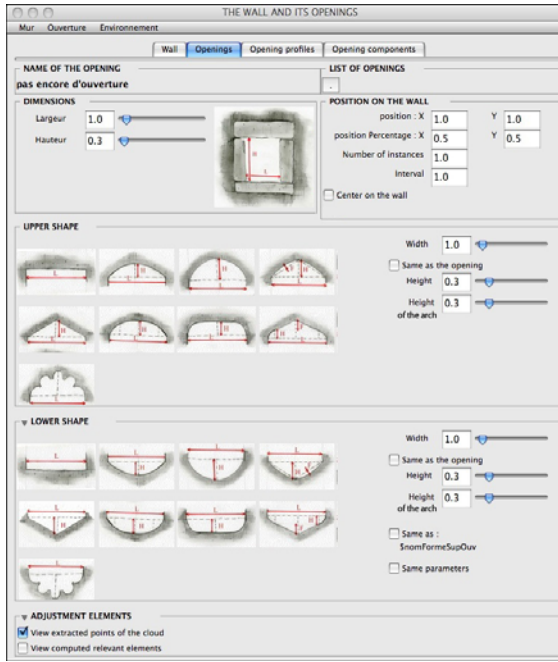 THE WALL AND ITS OPENINGS
Mur Ouverture Environnement
Wall Openings Opening profiles Opening components
NAME OF THE OPENING
pas encore d'ouverture
LIST OF OPENINGS
.
DIMENSIONS
Largeur 1.0
Hauteur 0.3
H
L
POSITION ON THE WALL
position : X 1.0 Y 1.0
position Percentage : X 0.5 Y 0.5
Number of instances 1.0
Interval 1.0
Center on the wall
UPPER SHAPE
L H L H L
H L H L H L H L
L
Width 1.0
Same as the opening
Height 0.3
Height 0.3
of the arch
LOWER SHAPE
L L H L H L H
L H L H L H L
L H
Width 1.0
Same as the opening
Height 0.3
Height 0.3
of the arch
Same as :
$nomFormeSupOuv
Same parameters
ADJUSTMENT ELEMENTS
View extracted points of the cloud
View computed relevant elements